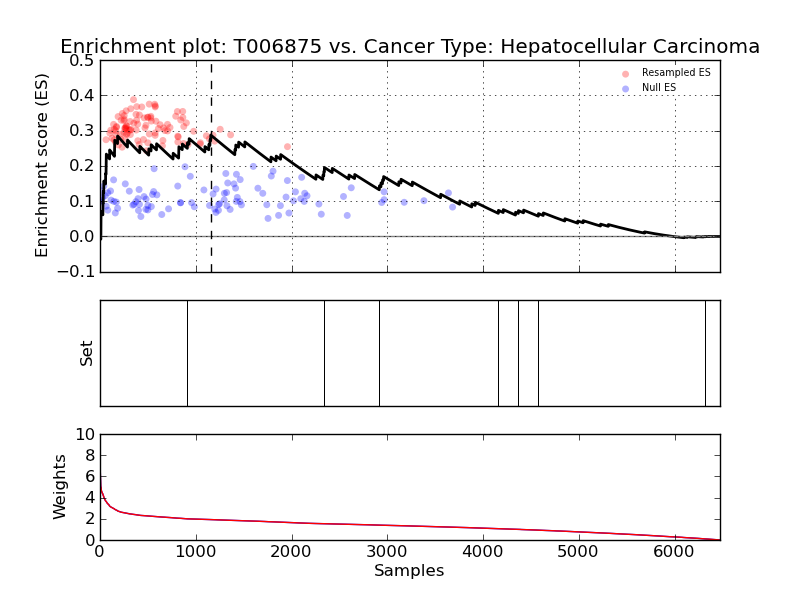 Enrichment plot: T006875 vs. Cancer Type: Hepatocellular Carcinoma
Enrichment score (ES)
0.5
0.4
0.3
0.2
0.1
0.0
−0.1
Resampled ES
Null ES
Set
Weights
10
8
6
4
2
0
0 1000 2000 3000 4000 5000 6000
Samples